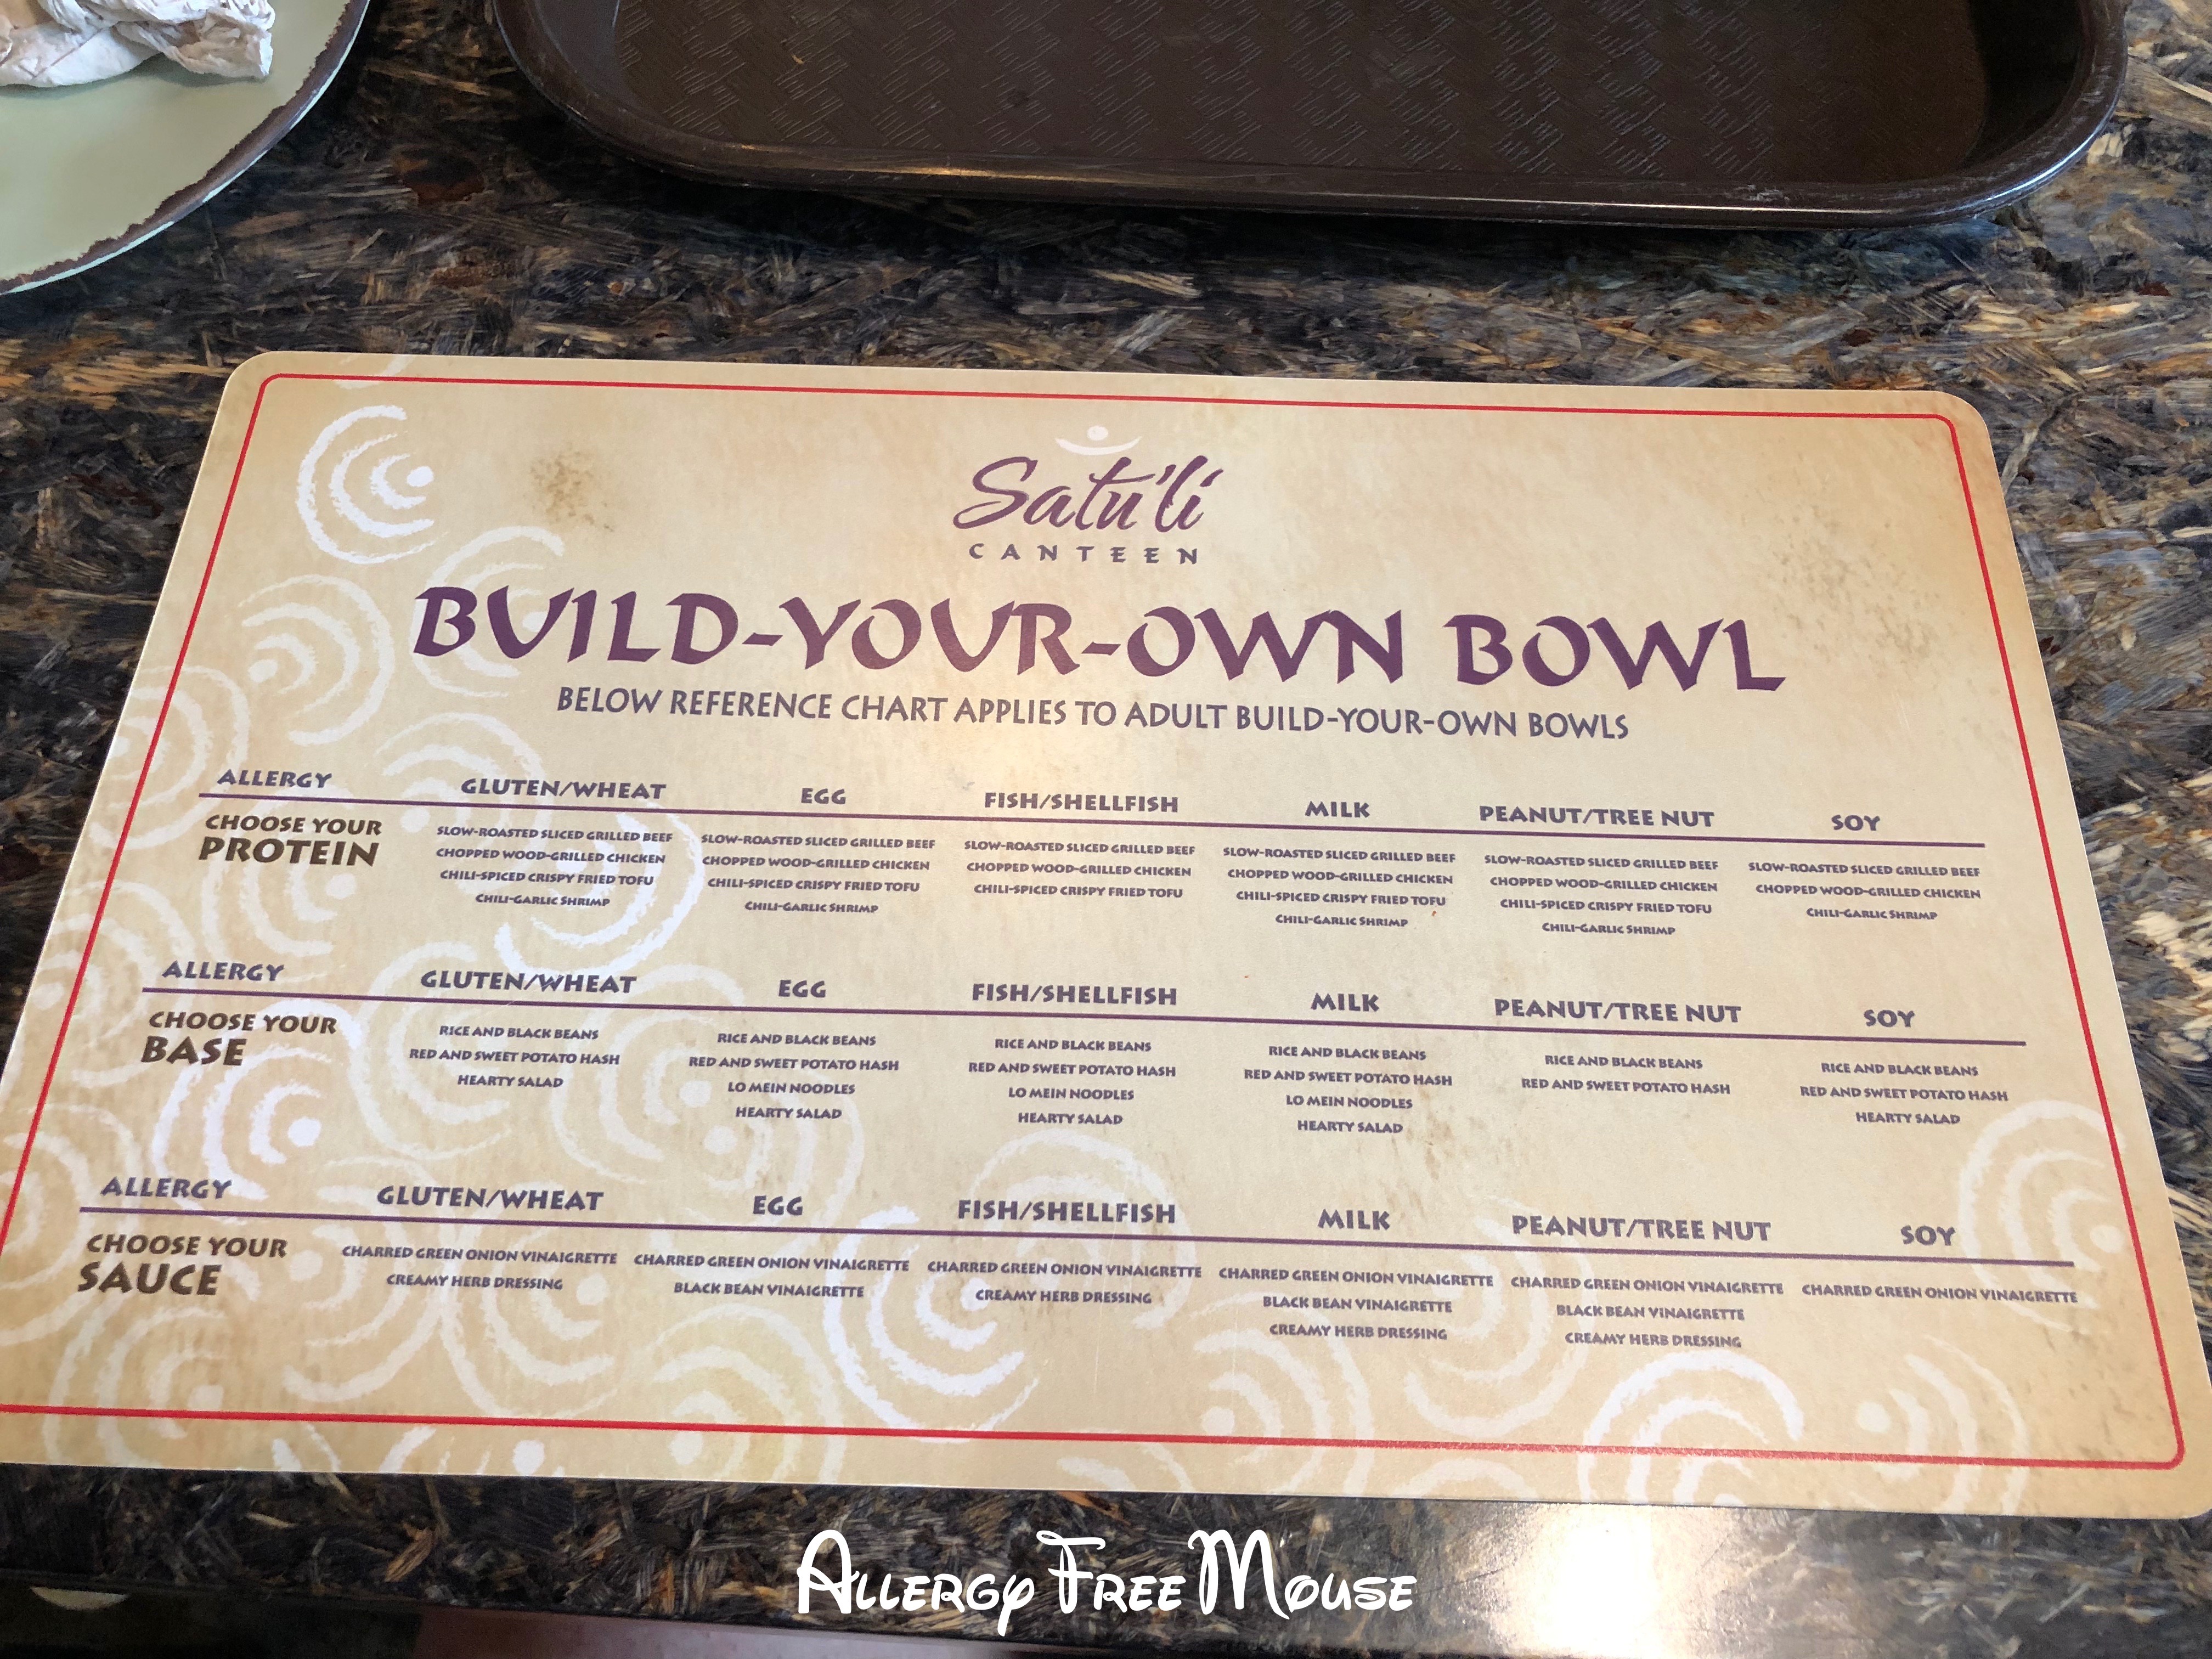 Satu'li
CANTEEN
BUILD-YOUR-OWN BOWL
BELOW REFERENCE CHART APPLIES TO ADULT BUILD-YOUR-OWN BOWLS
ALLERGY GLUTEN/WHEAT EGG FISH/SHELLFISH MILK PEANUT/TREE NUT SOY
CHOOSE YOUR
PROTEIN
SLOW-ROASTED SLICED GRILLED BEEF
CHOPPED WOOD-GRILLED CHICKEN
CHILI-SPICED CRISPY FRIED TOFU
CHILI-GARLIC SHRIMP
SLOW-ROASTED SLICED GRILLED BEEF
CHOPPED WOOD-GRILLED CHICKEN
CHILI-SPICED CRISPY FRIED TOFU
CHILI-GARLIC SHRIMP
SLOW-ROASTED SLICED GRILLED BEEF
CHOPPED WOOD-GRILLED CHICKEN
CHILI-SPICED CRISPY FRIED TOFU
SLOW-ROASTED SLICED GRILLED BEEF
CHOPPED WOOD-GRILLED CHICKEN
CHILI-SPICED CRISPY FRIED TOFU
CHILI-GARLIC SHRIMP
SLOW-ROASTED SLICED GRILLED BEEF
CHOPPED WOOD-GRILLED CHICKEN
CHILI-SPICED CRISPY FRIED TOFU
CHILI-GARLIC SHRIMP
SLOW-ROASTED SLICED GRILLED BEEF
CHOPPED WOOD-GRILLED CHICKEN
CHILI-GARLIC SHRIMP
ALLERGY GLUTEN/WHEAT EGG FISH/SHELLFISH MILK PEANUT/TREE NUT SOY
CHOOSE YOUR
BASE
RICE AND BLACK BEANS
RED AND SWEET POTATO HASH
HEARTY SALAD
RICE AND BLACK BEANS
RED AND SWEET POTATO HASH
LO MEIN NOODLES
HEARTY SALAD
RICE AND BLACK BEANS
RED AND SWEET POTATO HASH
LO MEIN NOODLES
HEARTY SALAD
RICE AND BLACK BEANS
RED AND SWEET POTATO HASH
LO MEIN NOODLES
HEARTY SALAD
RICE AND BLACK BEANS
RED AND SWEET POTATO HASH
RICE AND BLACK BEANS
RED AND SWEET POTATO HASH
HEARTY SALAD
ALLERGY GLUTEN/WHEAT EGG FISH/SHELLFISH MILK PEANUT/TREE NUT SOY
CHOOSE YOUR
SAUCE
CHARRED GREEN ONION VINAIGRETTE
CREAMY HERB DRESSING
CHARRED GREEN ONION VINAIGRETTE
BLACK BEAN VINAIGRETTE
CHARRED GREEN ONION VINAIGRETTE
CREAMY HERB DRESSING
CHARRED GREEN ONION VINAIGRETTE
BLACK BEAN VINAIGRETTE
CREAMY HERB DRESSING
CHARRED GREEN ONION VINAIGRETTE
BLACK BEAN VINAIGRETTE
CREAMY HERB DRESSING
CHARRED GREEN ONION VINAIGRETTE
Allergy Free Mouse